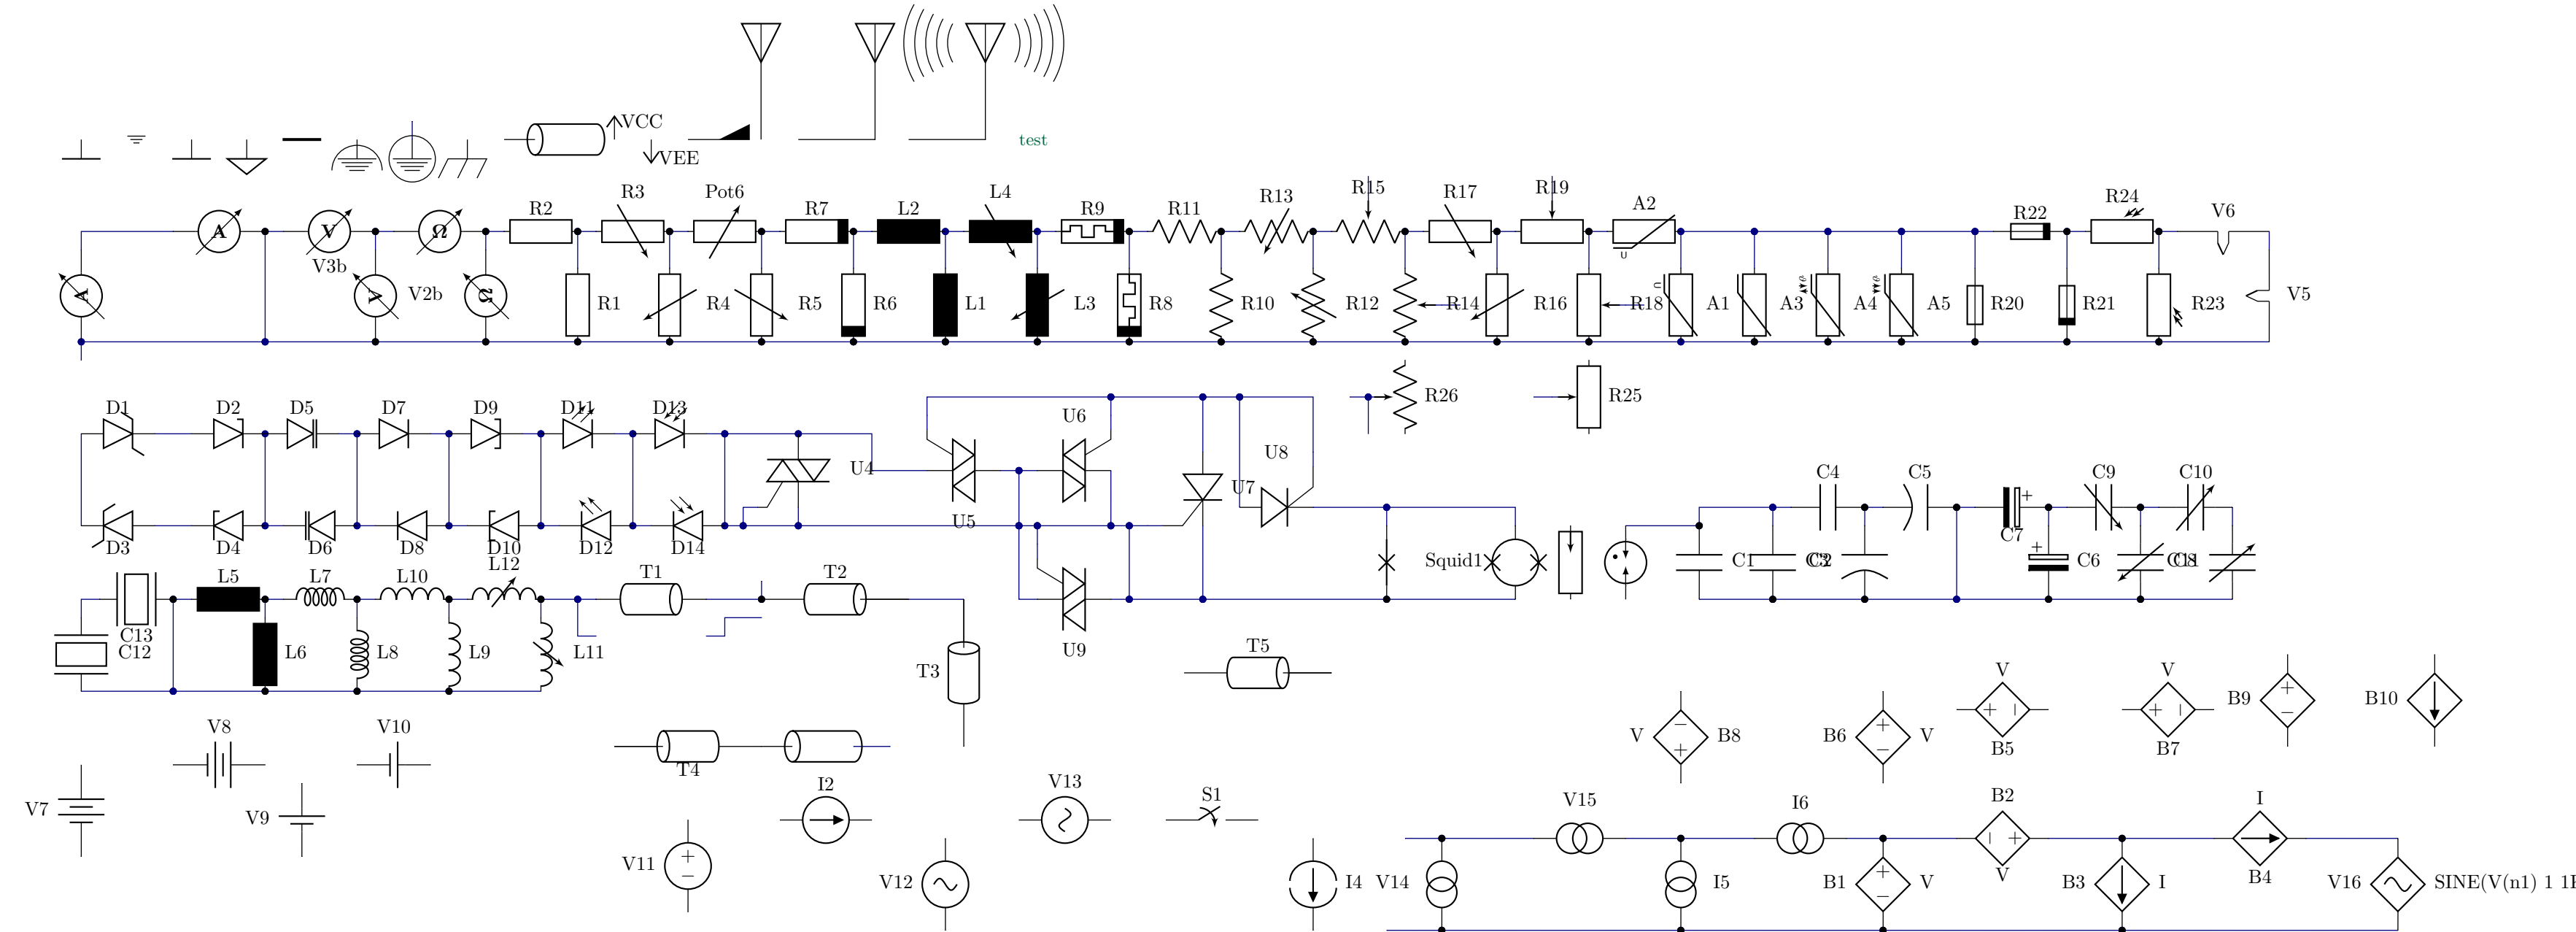 VCC
VEE
test
R2
R3
Pot6
R7
L2
L4
R9
R11
R13
R15
R17
R19
A2
R22
R24
V6
A
V
Ω
V3b
U
A
V
V2b
Ω
R1
R4
R5
R6
L1
L3
R8
R10
R12
R14
R16
R18
U
A1
A3
A4
A5
R20
R21
R23
V5
R26
R25
D1
D2
D5
D7
D9
D11
D13
U6
U4
U8
U7
U5
C4
C5
C9
C10
+
C7
D3
D4
D6
D8
D10
D12
D14
L12
Squid1
C1
C2
+
C6
C8
L5
L7
L10
T1
T2
C13
C12
L6
L8
L9
L11
U9
T3
T5
V8
V10
T4
V
B8
B6
+
−
V
V
+
B5
V
+
B7
B9
+
−
B10
−
+
V7
V9
I2
V13
S1
V15
I6
B2
+
V
I
B4
V11
+
−
V12
I4
V14
I5
B1
+
−
V
B3
I
V16
SINE(V(n1) 1 1